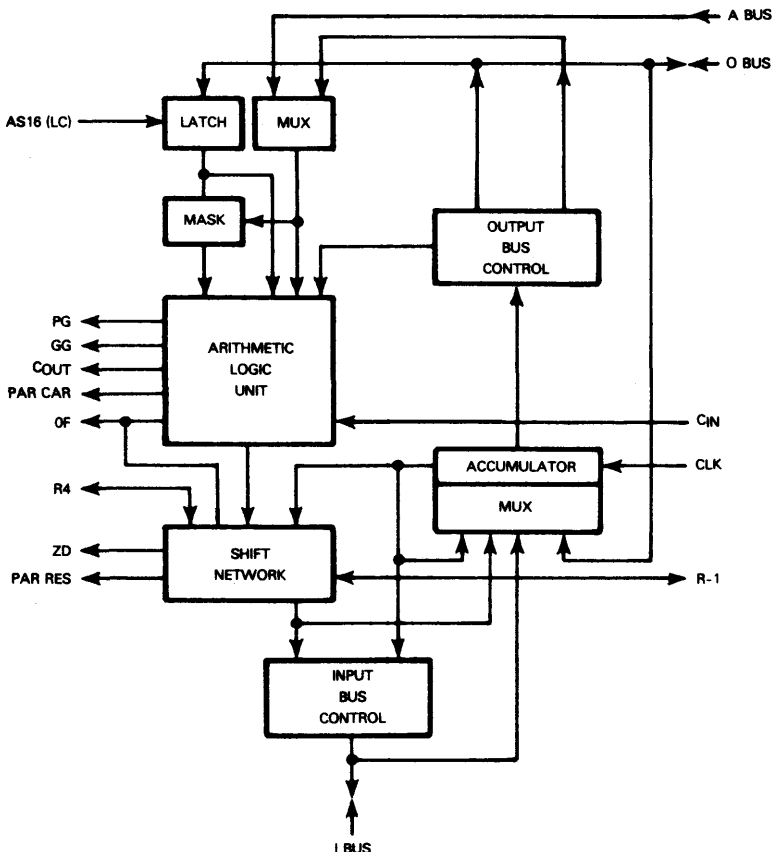 A BUS
O BUS
AS16 (LC)
LATCH
MUX
MASK
OUTPUT
BUS
CONTROL
PG
GG
COUT
PAR CAR
OF
ARITHMETIC
LOGIC
UNIT
CIN
ACCUMULATOR
CLK
MUX
R4
ZD
PAR RES
SHIFT
NETWORK
R-1
INPUT
BUS
CONTROL
I BUS